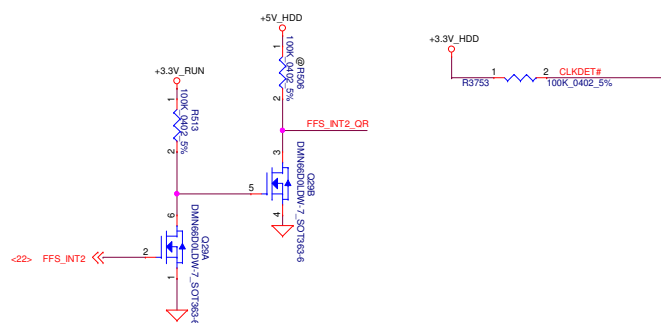 +5V_HDD
1
@R506
100K_0402_5%
2
FFS_INT2_QR
+3.3V_RUN
1
R513
100K_0402_5%
2
3
5
4
Q29B
DMN66D0LDW-7_SOT363-6
6
2
1
Q29A
DMN66D0LDW-7_SOT363-6
<22> FFS_INT2
+3.3V_HDD
1
2
CLKDET#
R3753
100K_0402_5%